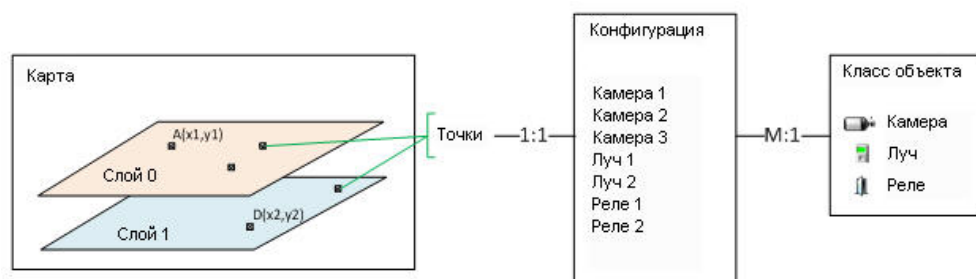 Карта
A(x1,y1)
Слой 0
D(x2,y2)
Слой 1
Точки
1:1
Конфигурация
Камера 1
Камера 2
Камера 3
Луч 1
Луч 2
Реле 1
Реле 2
M:1
Класс объекта
Камера
Луч
Реле